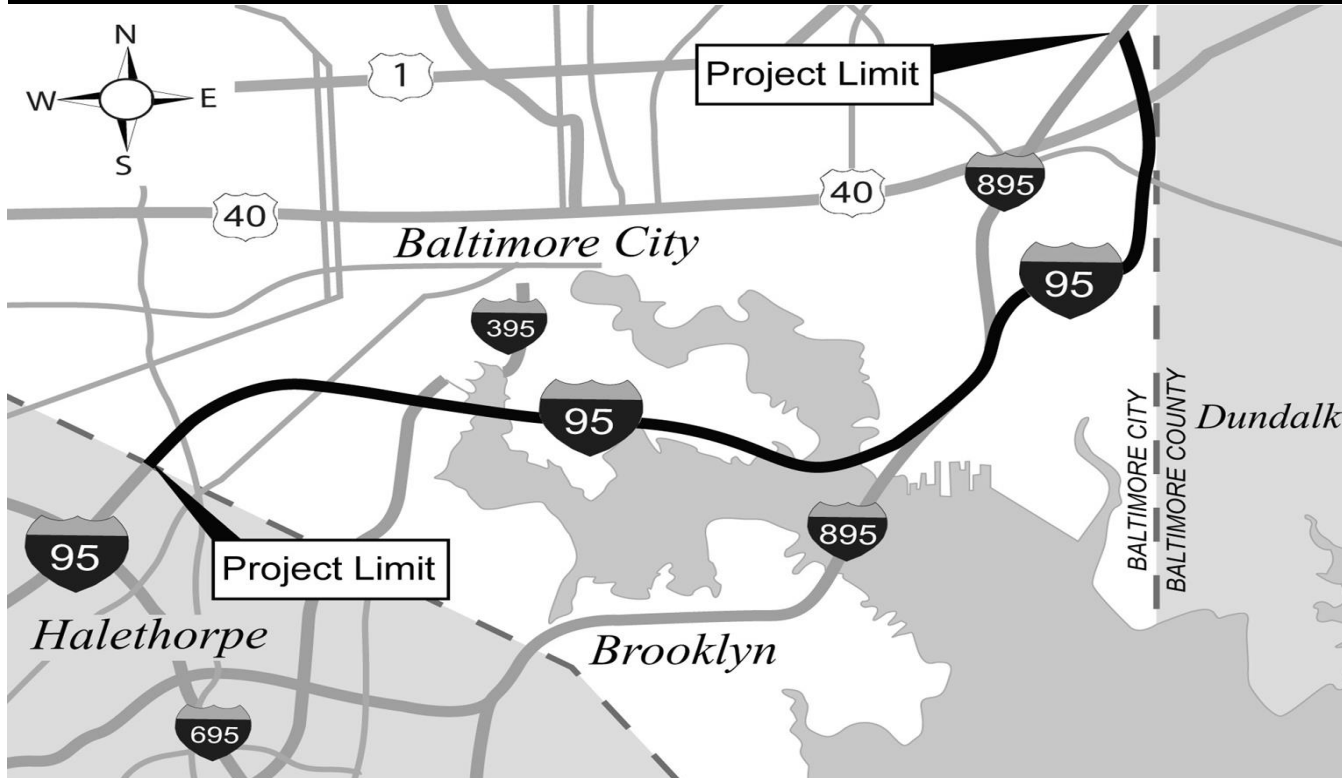 N
W E
S
1
Project Limit
40
40
895
Baltimore City
95
395
95
BALTIMORE CITY
BALTIMORE COUNTY
Dundalk
895
95
Project Limit
Halethorpe
Brooklyn
695